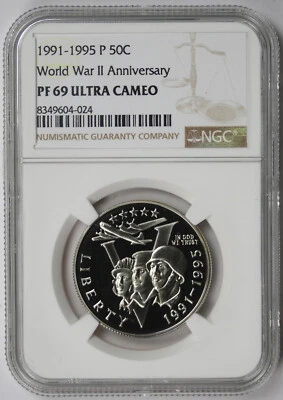 1991-1995 P 50C
World War II Anniversary
PF 69 ULTRA CAMEO
8349604-024
NUMISMATIC GUARANTY COMPANY
NGC
IN GOD
WE TRUST
LIBERTY
1991-1995